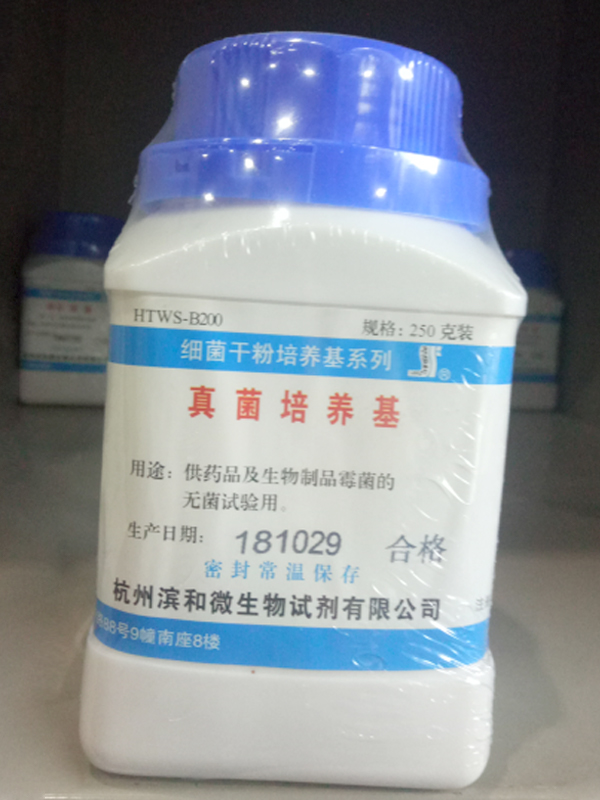 HTWS-B200
规格：250克装
细菌干粉培养基系列
®
真菌培养基
用途：供药品及生物制品霉菌的
无菌试验用。
生产日期：181029 合格
密封常温保存
杭州滨和微生物试剂有限公司
88号9幢南座8楼